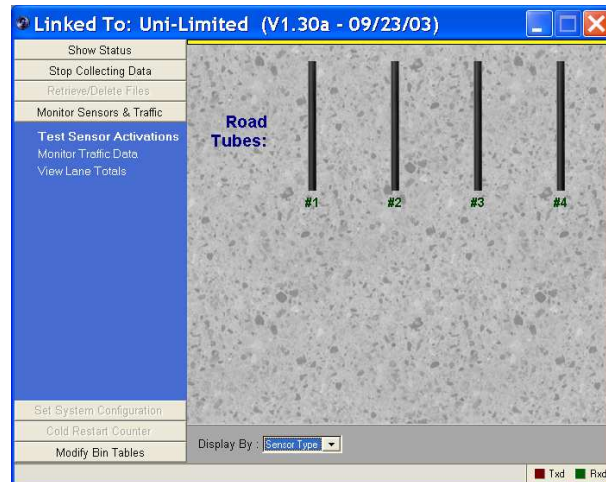 Linked To: Uni-Limited (V1.30a - 09/23/03)
Show Status
Stop Collecting Data
Retrieve/Delete Files
Monitor Sensors & Traffic
Test Sensor Activations
Monitor Traffic Data
View Lane Totals
Road
Tubes:
#1 #2 #3 #4
Set System Configuration
Cold Restart Counter
Modify Bin Tables
Display By : Sensor Type
Txd Rxd